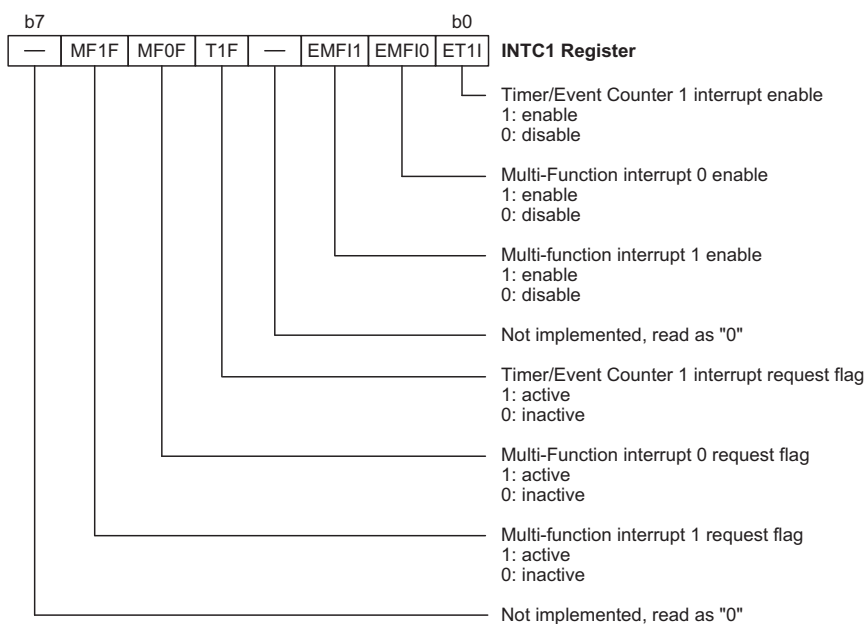 b7 b0
— MF1F MF0F T1F — EMFI1 EMFI0 ET1I INTC1 Register
Timer/Event Counter 1 interrupt enable
1: enable
0: disable
Multi-Function interrupt 0 enable
1: enable
0: disable
Multi-function interrupt 1 enable
1: enable
0: disable
Not implemented, read as "0"
Timer/Event Counter 1 interrupt request flag
1: active
0: inactive
Multi-Function interrupt 0 request flag
1: active
0: inactive
Multi-function interrupt 1 request flag
1: active
0: inactive
Not implemented, read as "0"